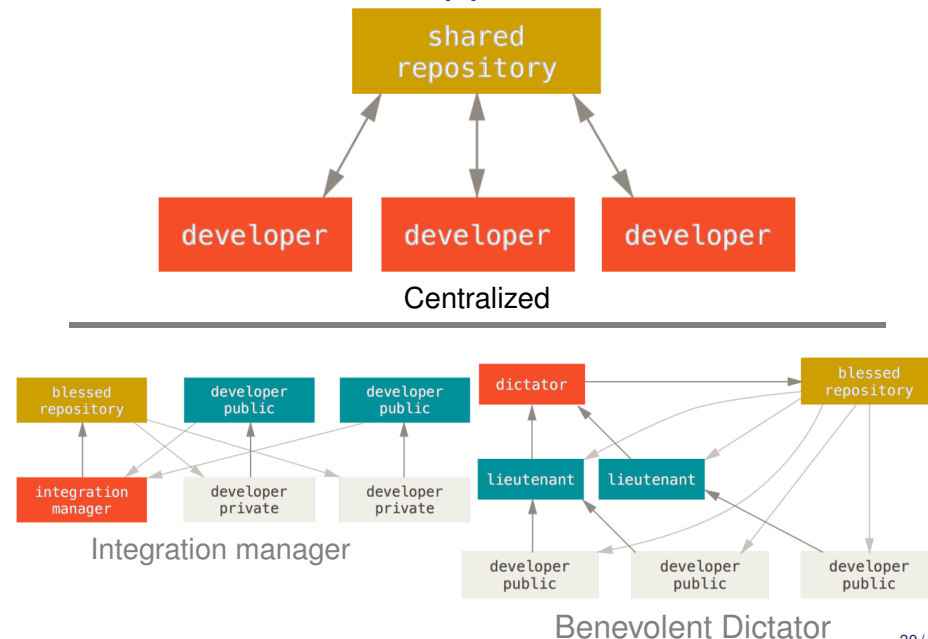 shared
repository
developer
developer
developer
Centralized
blessed
repository
developer
public
developer
public
integration
manager
developer
private
developer
private
Integration manager
dictator
blessed
repository
lieutenant
lieutenant
developer
public
developer
public
developer
public
Benevolent Dictator